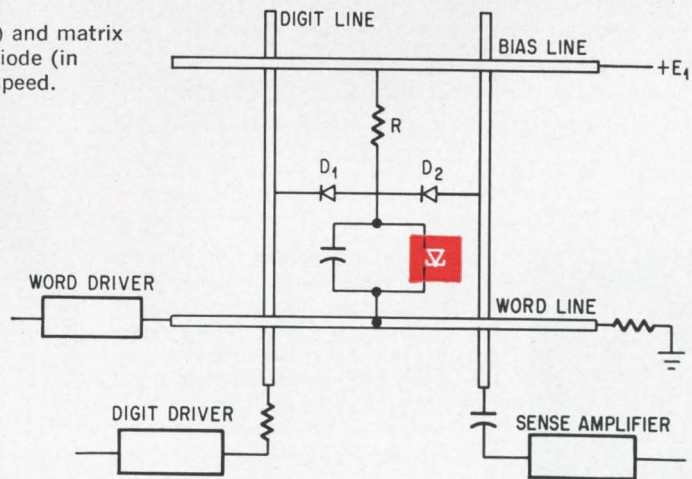 ) and matrix
iode (in
speed.
DIGIT LINE
BIAS LINE
+E1
R
D1
D2
WORD DRIVER
WORD LINE
DIGIT DRIVER
SENSE AMPLIFIER